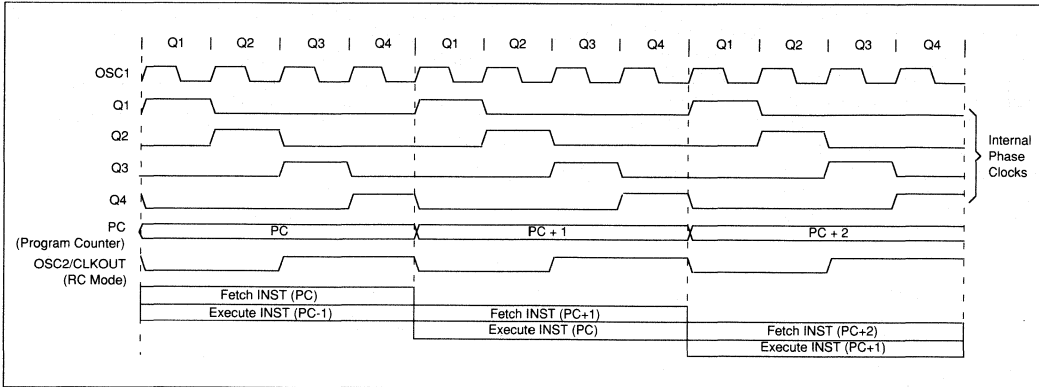 | Q1 | Q2 | Q3 | Q4 | Q1 | Q2 | Q3 | Q4 | Q1 | Q2 | Q3 | Q4 |
OSC1
Q1
Q2
Q3
Q4
Internal
Phase
Clocks
PC
(Program Counter)
PC PC + 1 PC + 2
OSC2/CLKOUT
(RC Mode)
Fetch INST (PC)
Execute INST (PC-1) Fetch INST (PC+1)
Execute INST (PC) Fetch INST (PC+2)
Execute INST (PC+1)